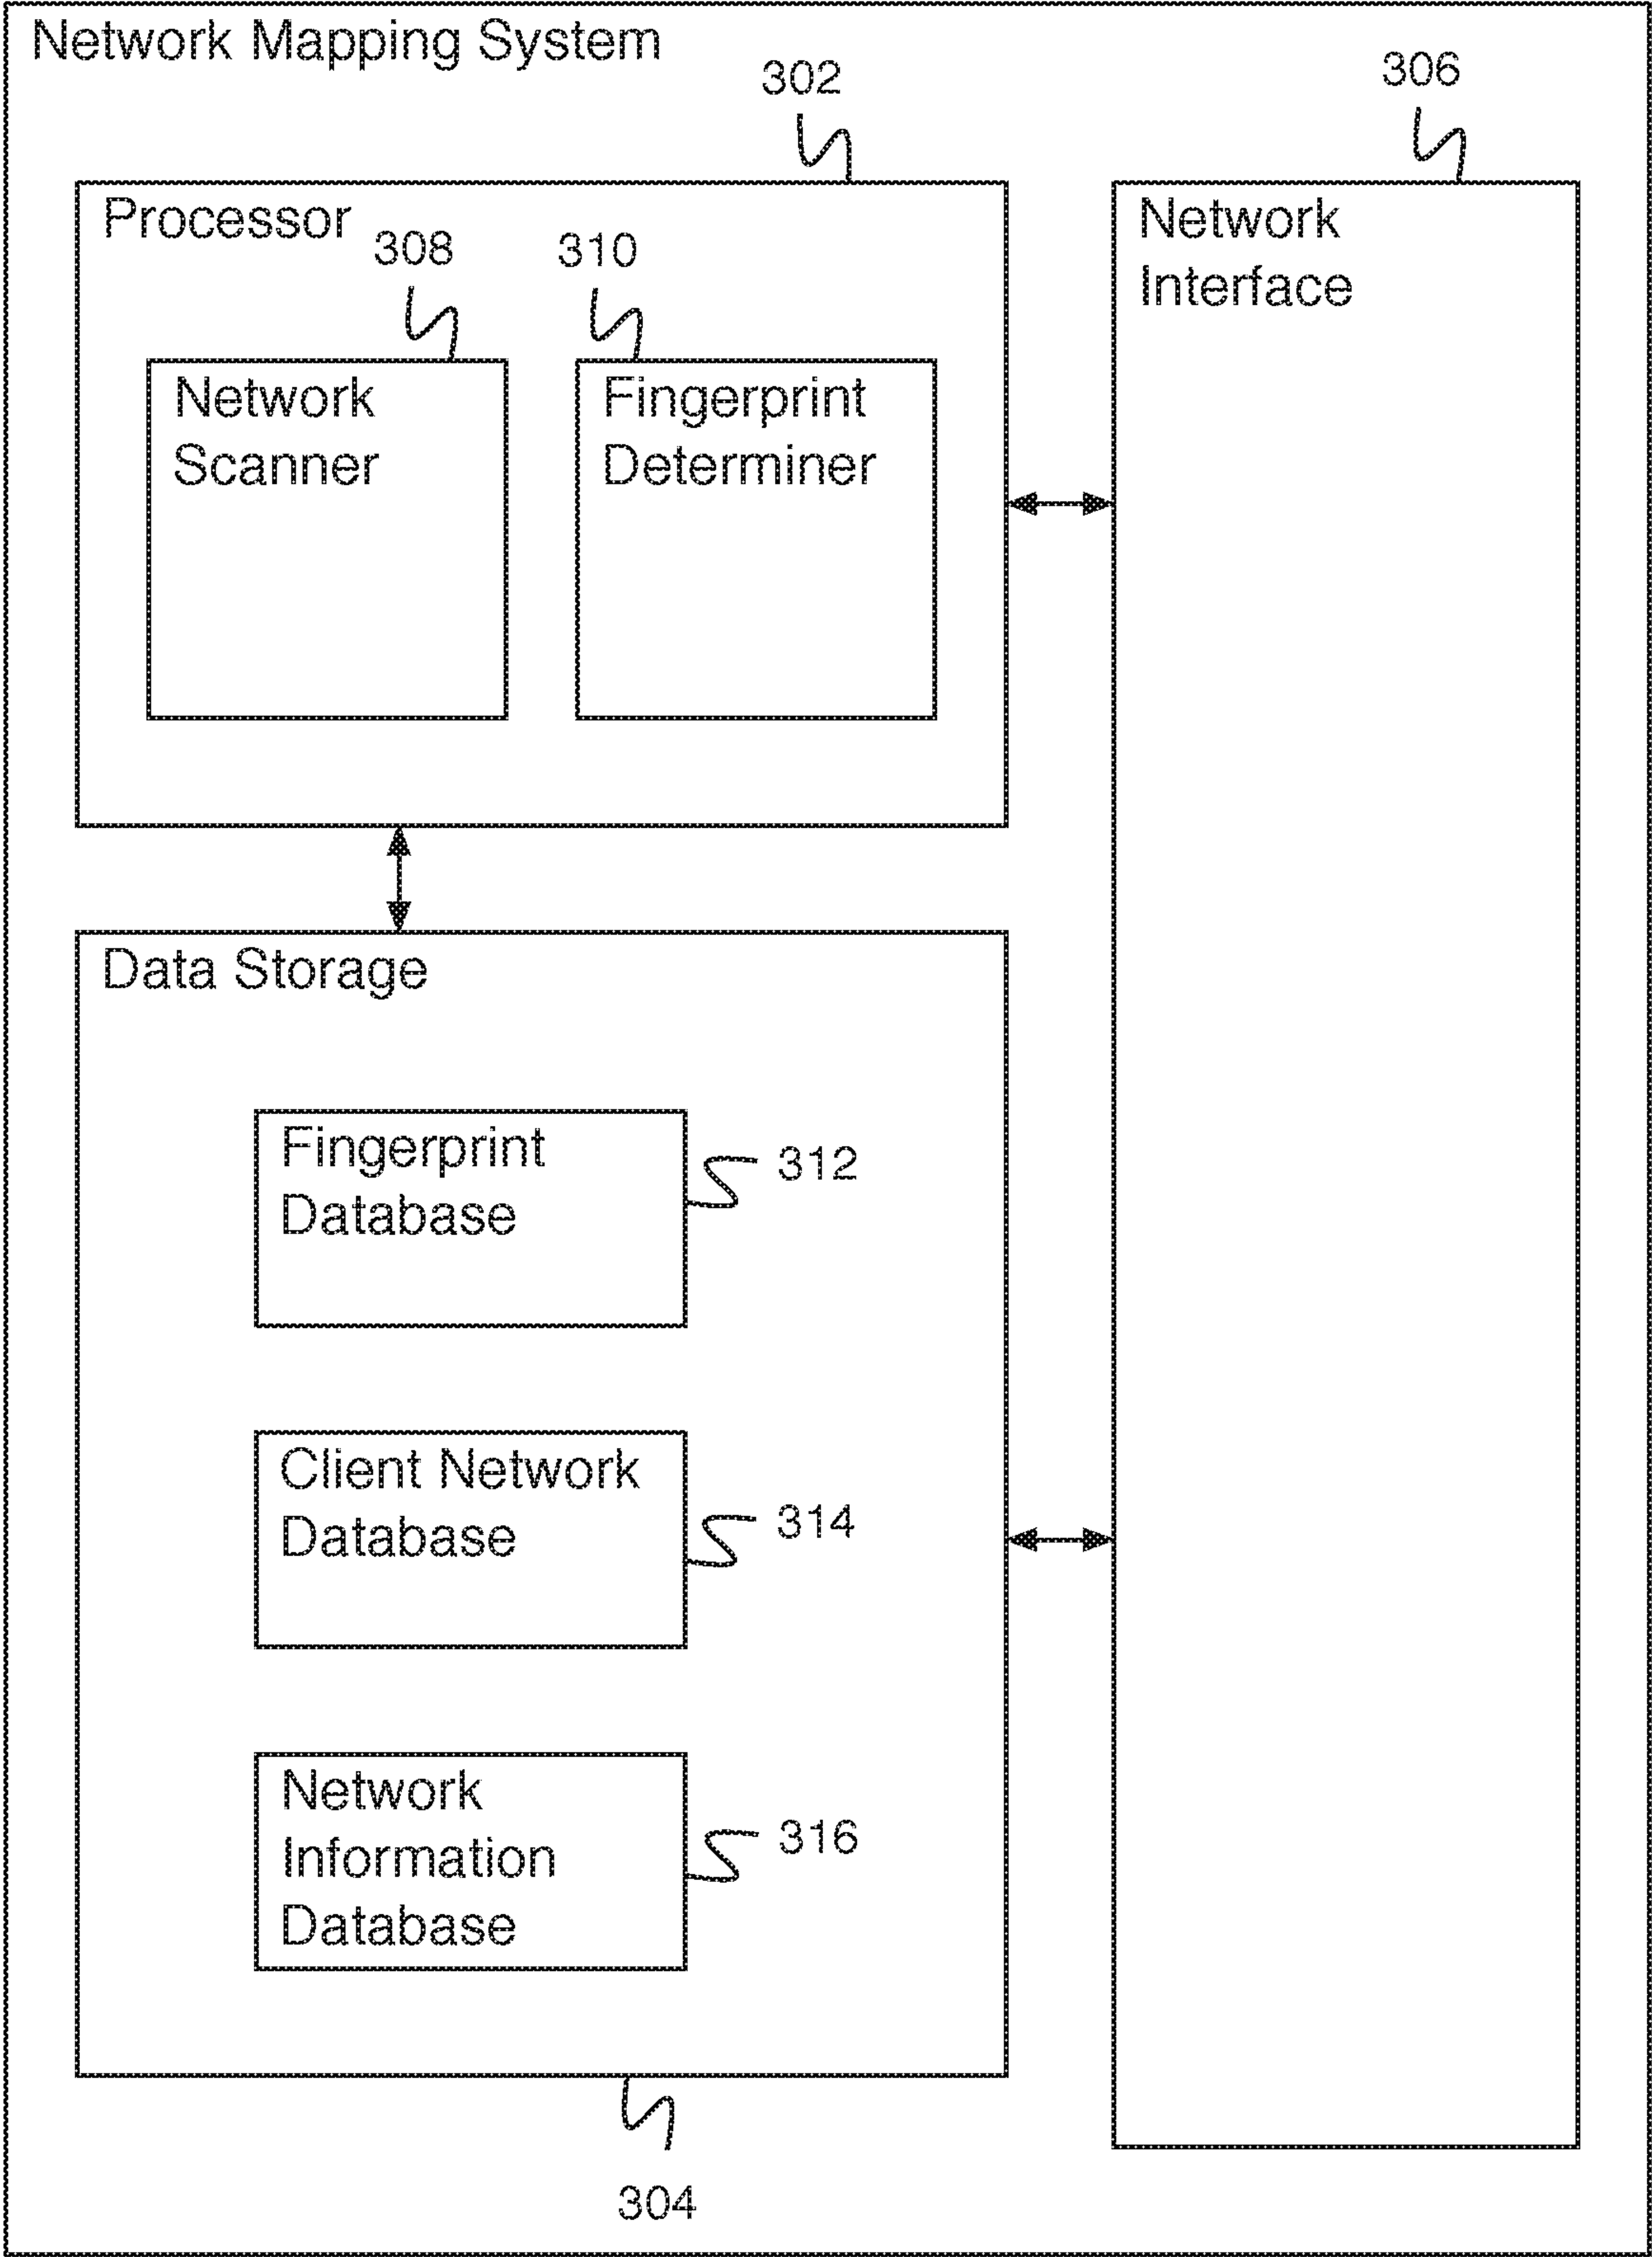 Network Mapping System
302
306
Processor
308
310
Network
Scanner
Fingerprint
Determiner
Network
Interface
Data Storage
Fingerprint
Database
312
Client Network
Database
314
Network
Information
Database
316
304